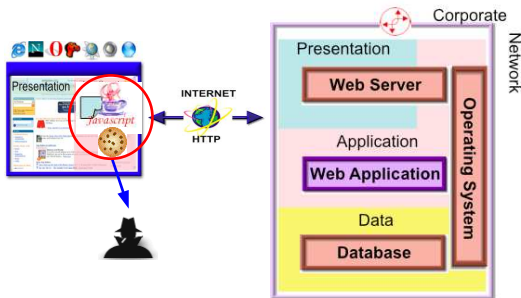 Corporate
Network
Presentation
Presentation
Web Server
Javascript
INTERNET
HTTP
Operating System
Application
Web Application
Data
Database